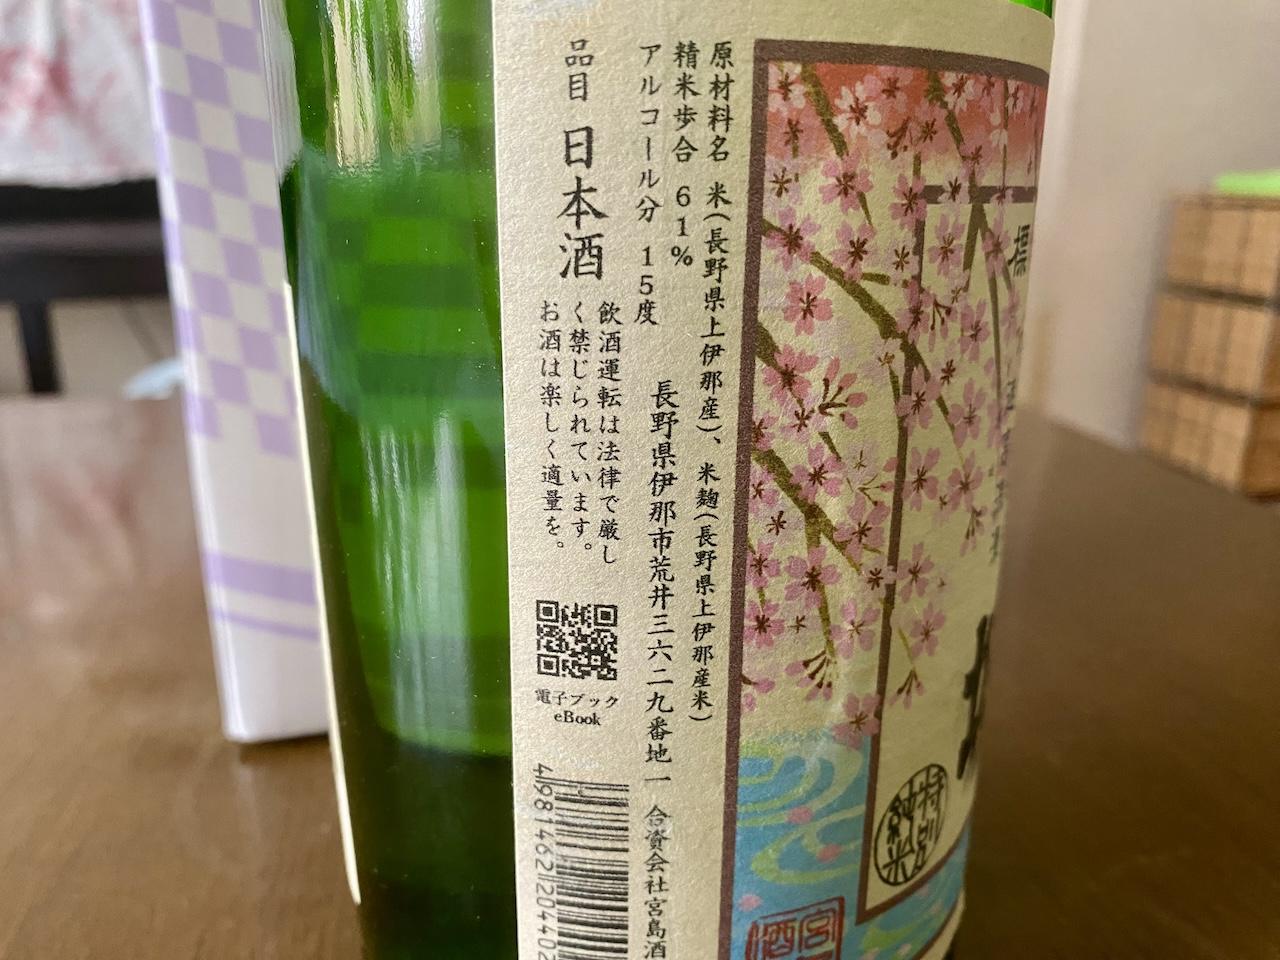 原材料名 米(長野県上伊那産)、米麹(長野県上伊那産米)
精米歩合 61%
アルコール分 15度
長野県伊那市荒井三六二九番地一 合資会社宮島酒
品目 日本酒
飲酒運転は法律で厳し
く禁じられています。
お酒は楽しく適量を。
電子ブック
eBook
4981462204402
標
特別
純米
宮
酒